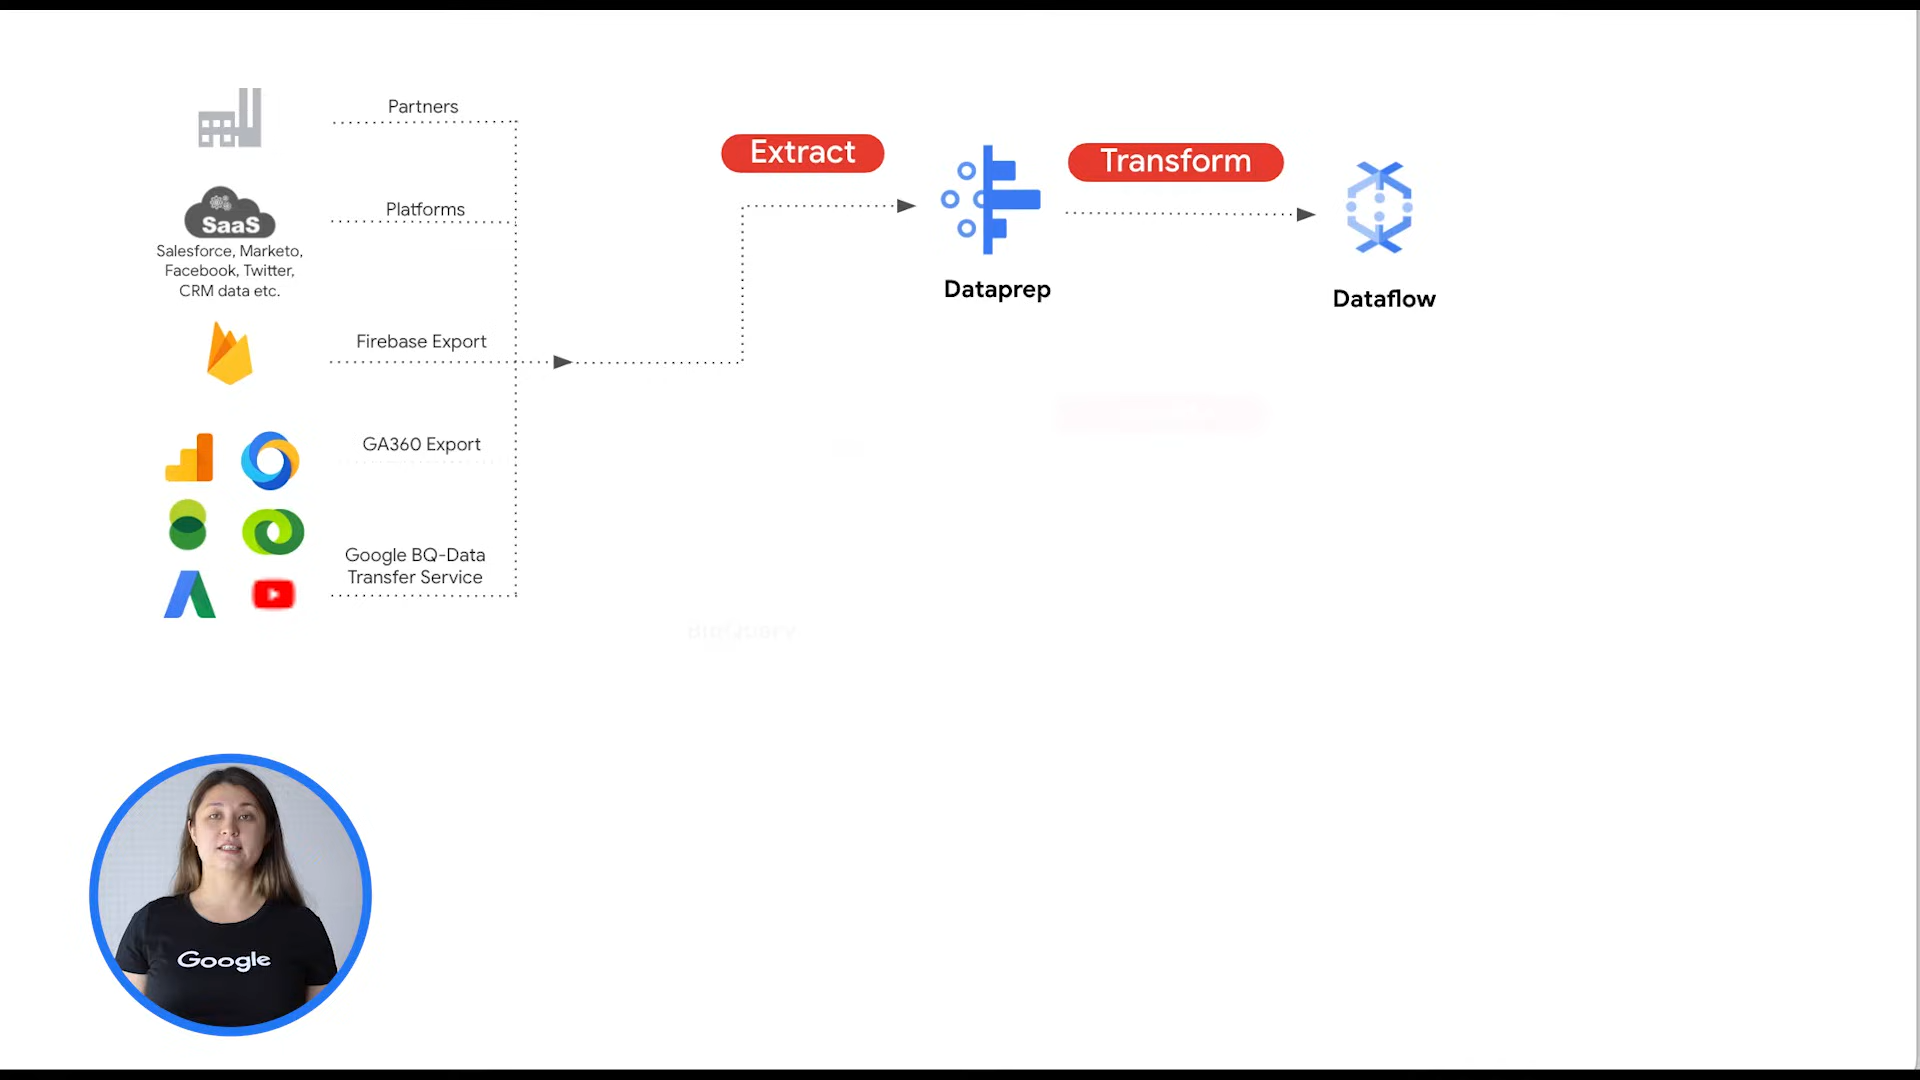 Partners
Extract
Transform
SaaS
Platforms
Salesforce, Marketo,
Facebook, Twitter,
CRM data etc.
Dataprep
Dataflow
Firebase Export
GA360 Export
Google BQ-Data
Transfer Service
BigQuery
Google